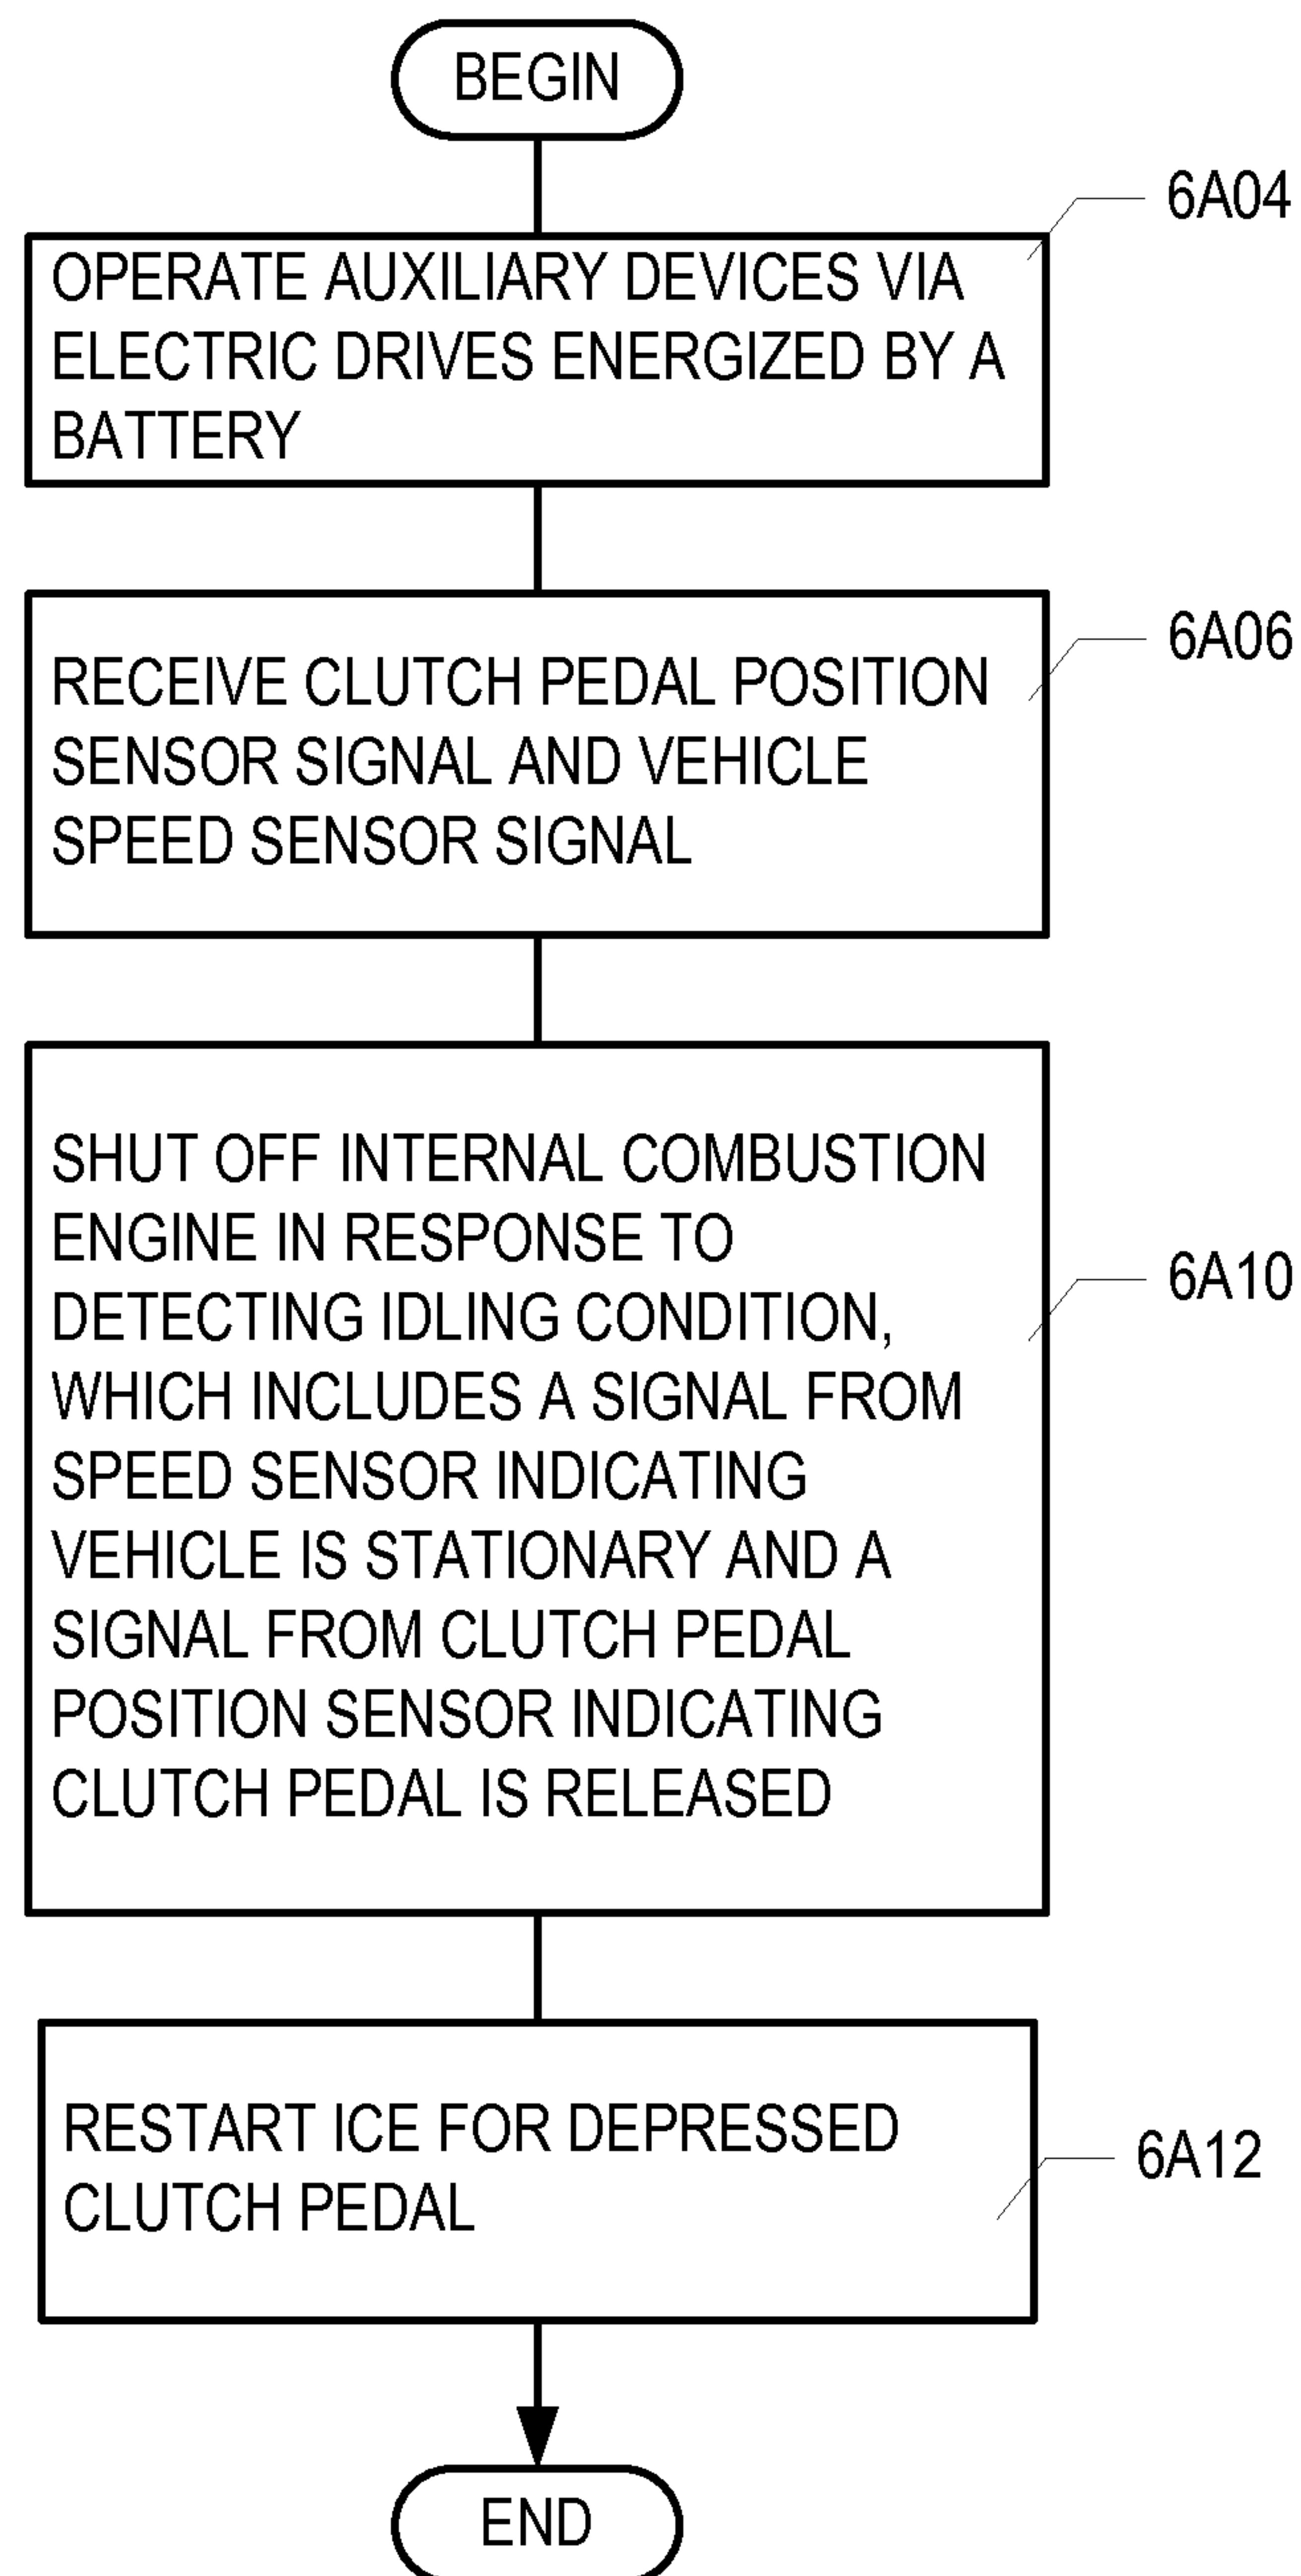 BEGIN
6A04
OPERATE AUXILIARY DEVICES VIA
ELECTRIC DRIVES ENERGIZED BY A
BATTERY
6A06
RECEIVE CLUTCH PEDAL POSITION
SENSOR SIGNAL AND VEHICLE
SPEED SENSOR SIGNAL
SHUT OFF INTERNAL COMBUSTION
ENGINE IN RESPONSE TO
DETECTING IDLING CONDITION,
WHICH INCLUDES A SIGNAL FROM
SPEED SENSOR INDICATING
VEHICLE IS STATIONARY AND A
SIGNAL FROM CLUTCH PEDAL
POSITION SENSOR INDICATING
CLUTCH PEDAL IS RELEASED
6A10
RESTART ICE FOR DEPRESSED
CLUTCH PEDAL
6A12
END